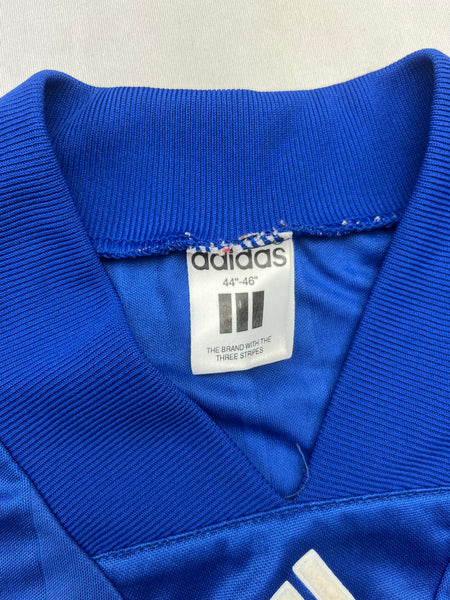 adidas
44"-46"
THE BRAND WITH THE
THREE STRIPES